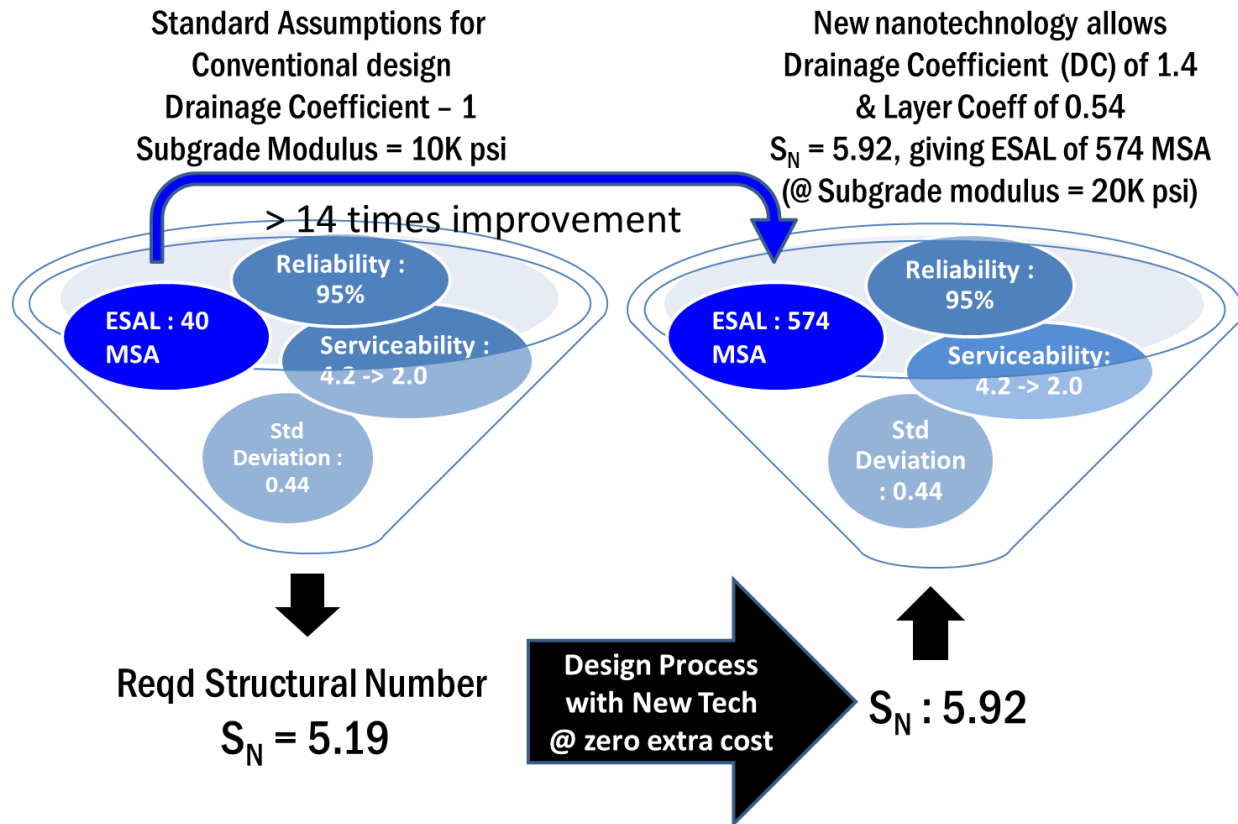 Standard Assumptions for
Conventional design
Drainage Coefficient – 1
Subgrade Modulus = 10K psi
New nanotechnology allows
Drainage Coefficient (DC) of 1.4
& Layer Coeff of 0.54
SN = 5.92, giving ESAL of 574 MSA
(@ Subgrade modulus = 20K psi)
> 14 times improvement
Reliability :
95%
ESAL : 40
MSA
Serviceability :
4.2 -> 2.0
Std
Deviation :
0.44
Reliability :
95%
ESAL : 574
MSA
Serviceability:
4.2 -> 2.0
Std
Deviation
: 0.44
Reqd Structural Number
SN = 5.19
Design Process
with New Tech
@ zero extra cost
SN : 5.92